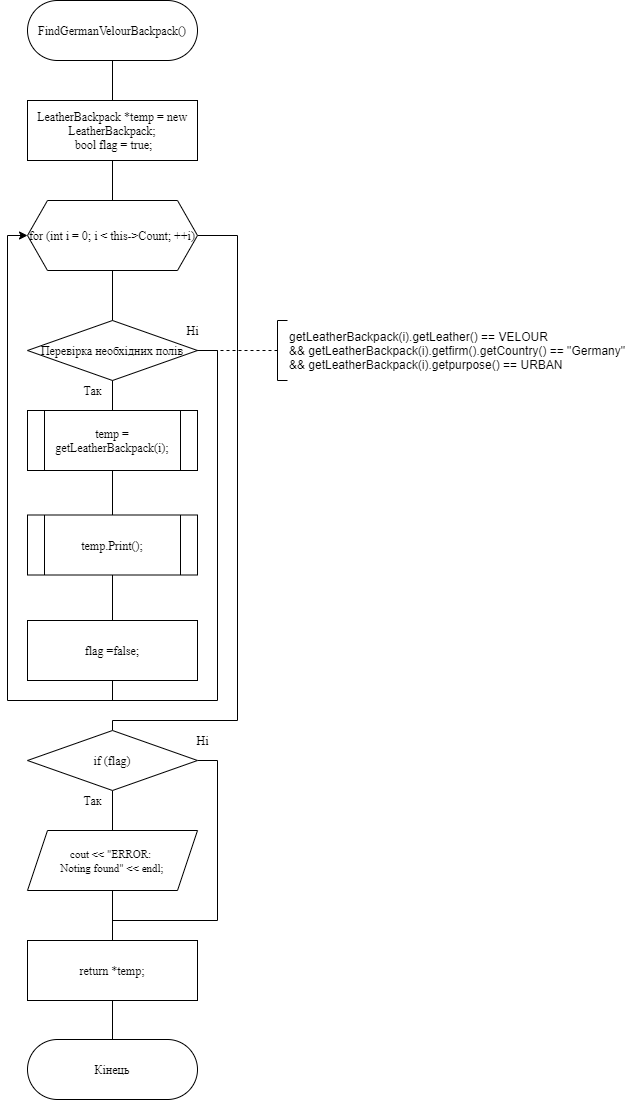 FindGermanVelourBackpack()
LeatherBackpack *temp = new
LeatherBackpack;
bool flag = true;
for (int i = 0; i < this->Count; ++i)
Ні
Перевірка необхідних полів
getLeatherBackpack(i).getLeather() == VELOUR
&& getLeatherBackpack(i).getfirm().getCountry() == "Germany"
&& getLeatherBackpack(i).getpurpose() == URBAN
Так
temp =
getLeatherBackpack(i);
temp.Print();
flag =false;
Ні
if (flag)
Так
cout << "ERROR:
Noting found" << endl;
return *temp;
Кінець